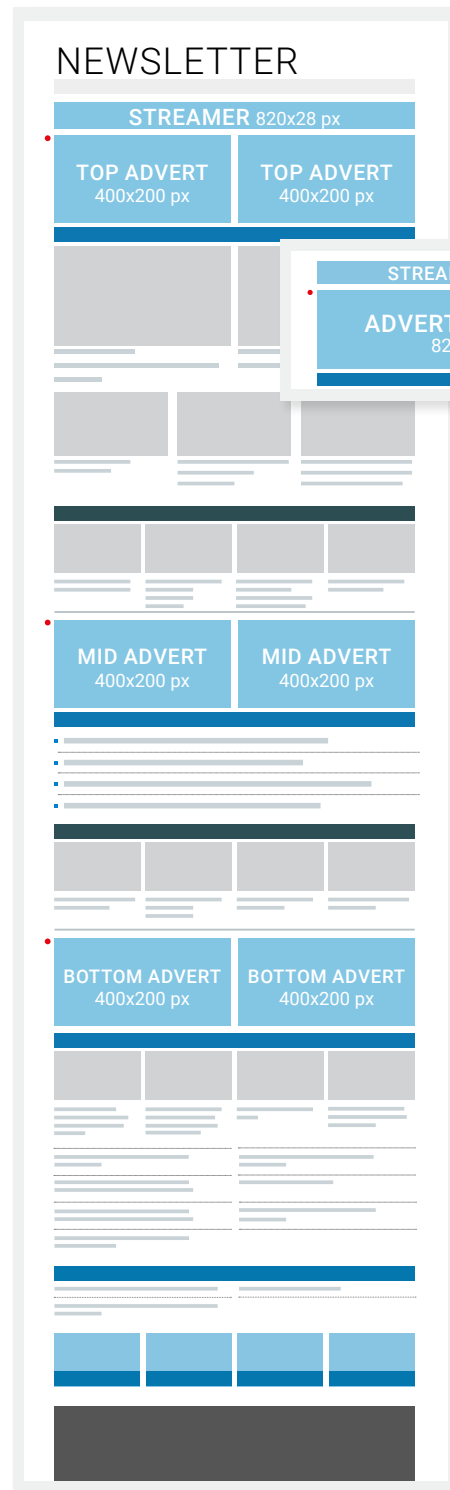 NEWSLETTER
STREAMER 820x28 px
TOP ADVERT
400x200 px
TOP ADVERT
400x200 px
STREA
ADVERT
82
MID ADVERT
400x200 px
MID ADVERT
400x200 px
BOTTOM ADVERT
400x200 px
BOTTOM ADVERT
400x200 px